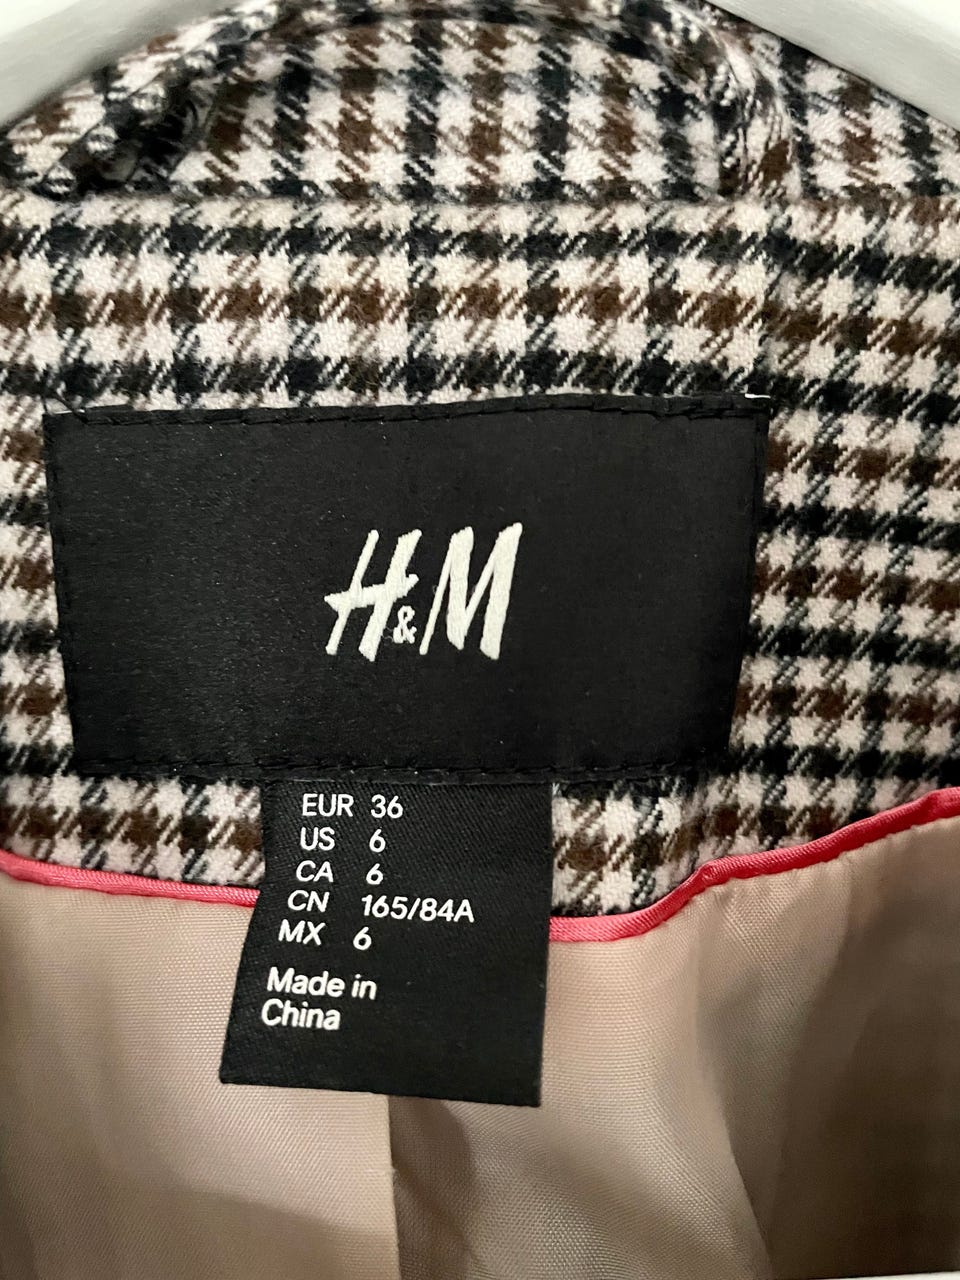 H&M
EUR 36
US 6
CA 6
CN 165/84A
MX 6
Made in
China